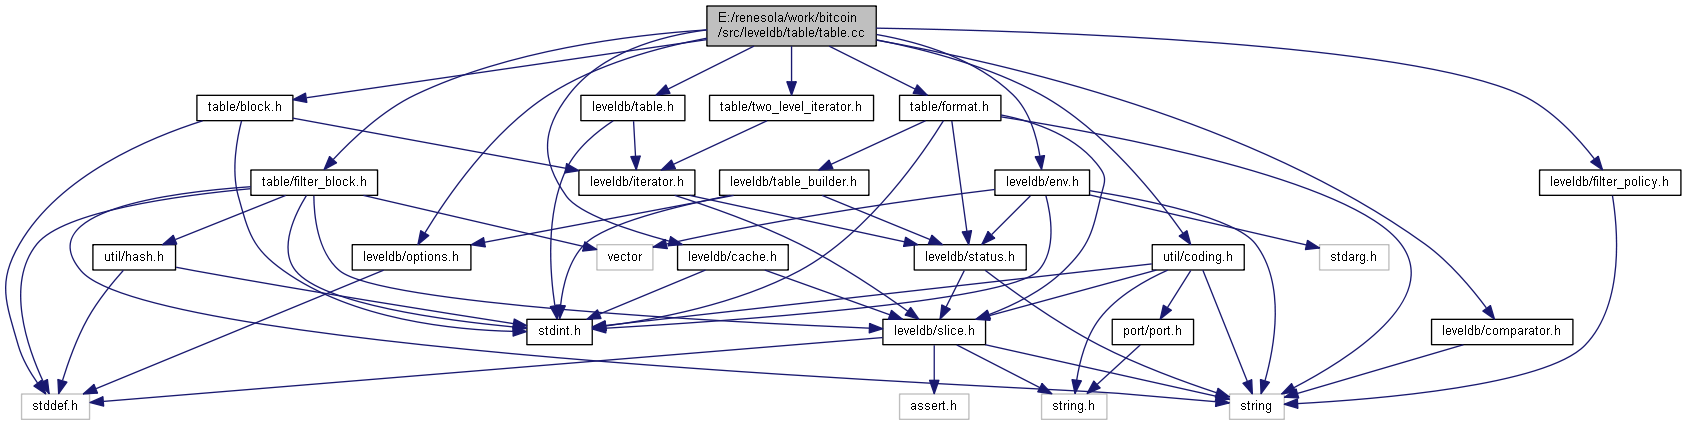 E:/renesola/work/bitcoin
/src/leveldb/table/table.cc
table/block.h
leveldb/table.h
table/two_level_iterator.h
table/format.h
table/filter_block.h
leveldb/iterator.h
leveldb/table_builder.h
leveldb/env.h
leveldb/filter_policy.h
util/hash.h
leveldb/options.h
vector
leveldb/cache.h
leveldb/status.h
util/coding.h
stdarg.h
stdint.h
leveldb/slice.h
port/port.h
leveldb/comparator.h
stddef.h
assert.h
string.h
string